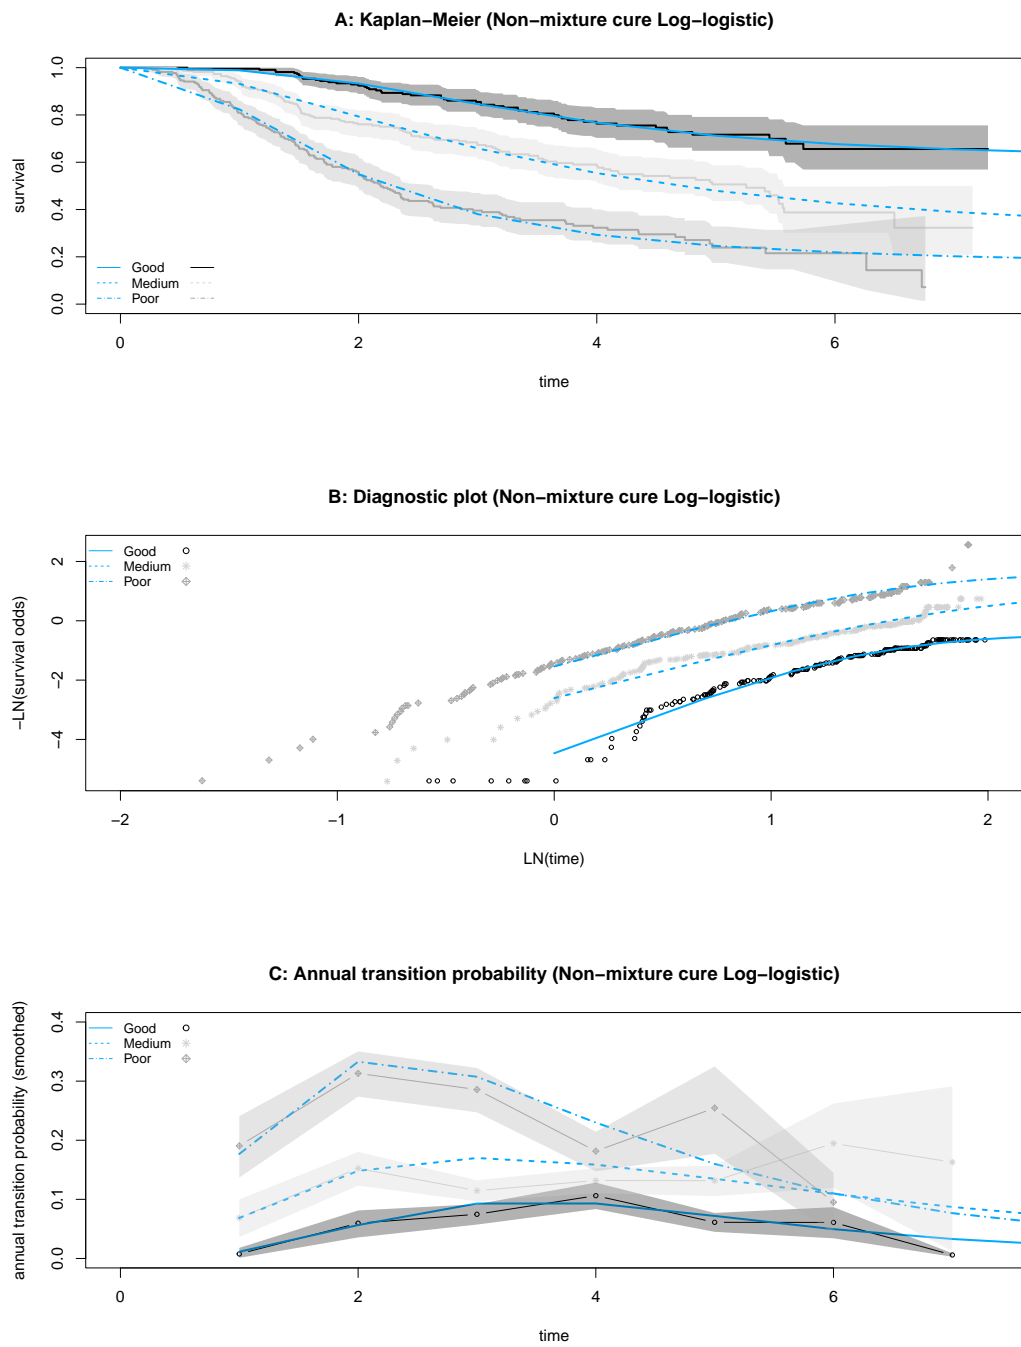 A: Kaplan−Meier (Non−mixture cure Log−logistic)
survival
1.0
0.8
0.6
0.4
0.2
0.0
Good
Medium
Poor
0 2 4 6
time
B: Diagnostic plot (Non−mixture cure Log−logistic)
−LN(survival odds)
2
0
−2
−4
Good
Medium
Poor
−2 −1 0 1 2
LN(time)
C: Annual transition probability (Non−mixture cure Log−logistic)
annual transition probability (smoothed)
0.4
0.3
0.2
0.1
0.0
Good
Medium
Poor
0 2 4 6
time